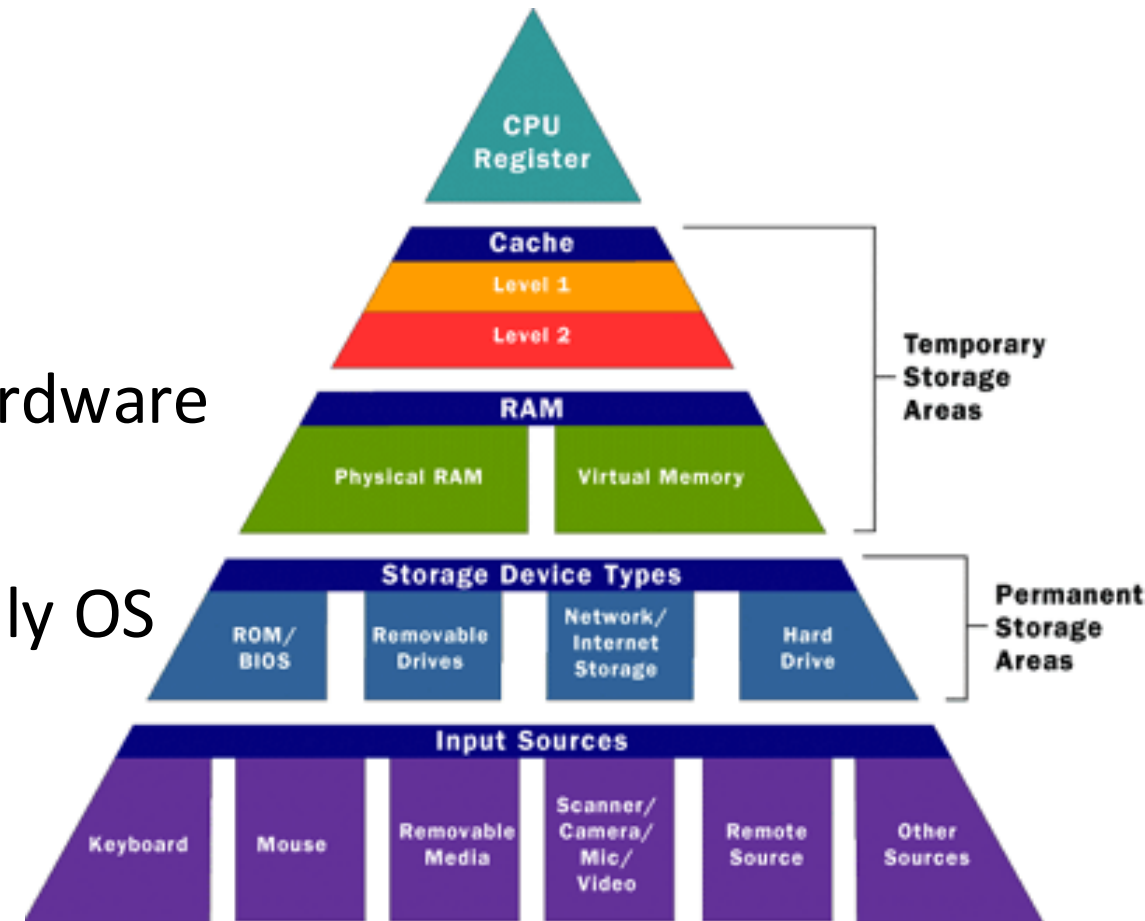 CPU
Register
Cache
Level 1
Level 2
Temporary
Storage
Areas
rdware
RAM
Physical RAM
Virtual Memory
Storage Device Types
ly OS
ROM/
BIOS
Removable
Drives
Network/
Internet
Storage
Hard
Drive
Permanent
Storage
Areas
Input Sources
Keyboard
Mouse
Removable
Media
Scanner/
Camera/
Mic/
Video
Remote
Source
Other
Sources